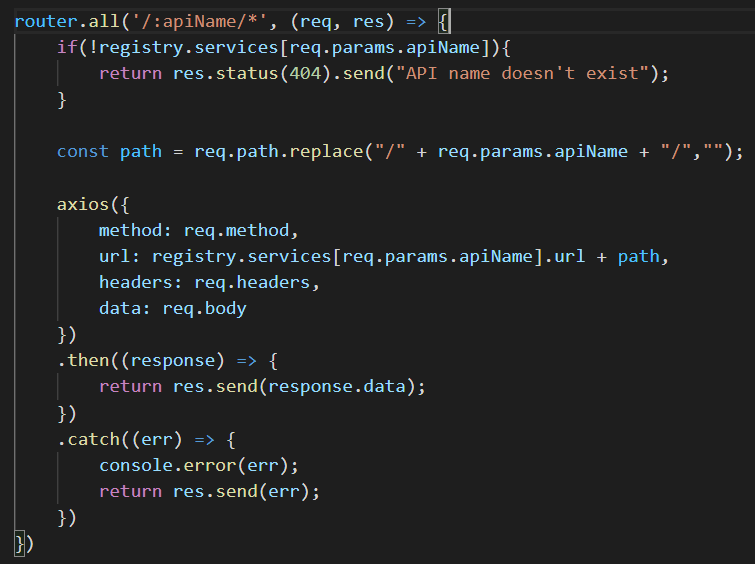 router.all('/:apiName/*', (req, res) => {
    if(!registry.services[req.params.apiName]){
        return res.status(404).send("API name doesn't exist");
    }
    const path = req.path.replace("/" + req.params.apiName + "/","");
    axios({
        method: req.method,
        url: registry.services[req.params.apiName].url + path,
        headers: req.headers,
        data: req.body
    })
    .then((response) => {
        return res.send(response.data);
    })
    .catch((err) => {
        console.error(err);
        return res.send(err);
    })
})